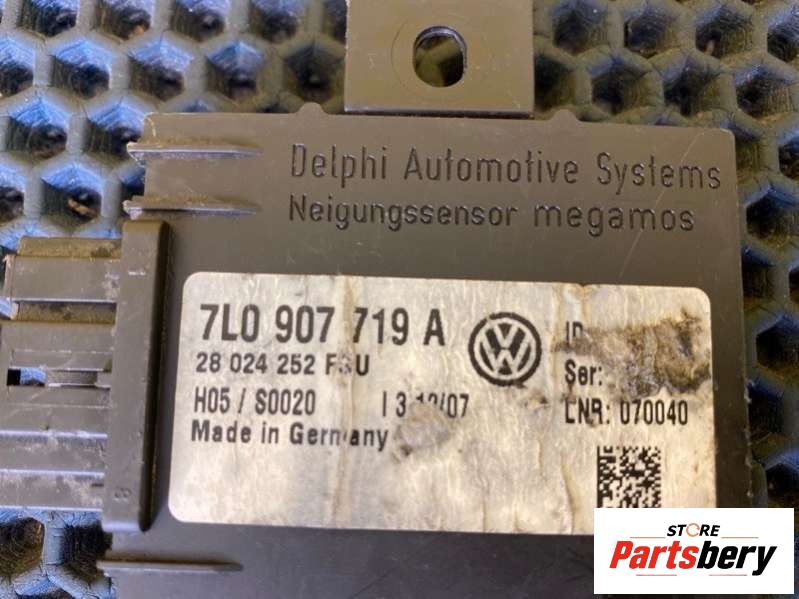 Delphi Automotive Systems
Neigungssensor megamos
7L0 907 719 A
28 024 252
H05 / S0020
Made in Germany
ID
Ser:
LNR: 070040
STORE
Partsbery